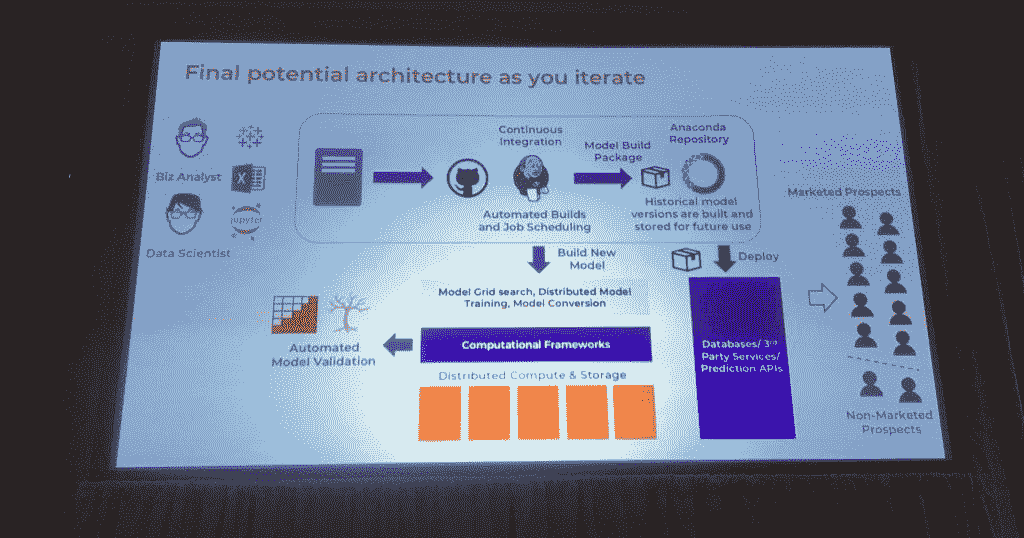 Final potential architecture as you iterate
Biz Analyst
X
jupyter
Data Scientist
Continuous
Integration
Automated Builds
and Job Scheduling
Model Build
Package
Anaconda
Repository
Historical model
versions are built and
stored for future use
Build New
Model
Deploy
Model Grid search, Distributed Model
Training, Model Conversion
Computational Frameworks
Distributed Compute & Storage
Automated
Model Validation
Databases/ 3rd
Party Services/
Prediction APIs
Marketed Prospects
Non-Marketed
Prospects